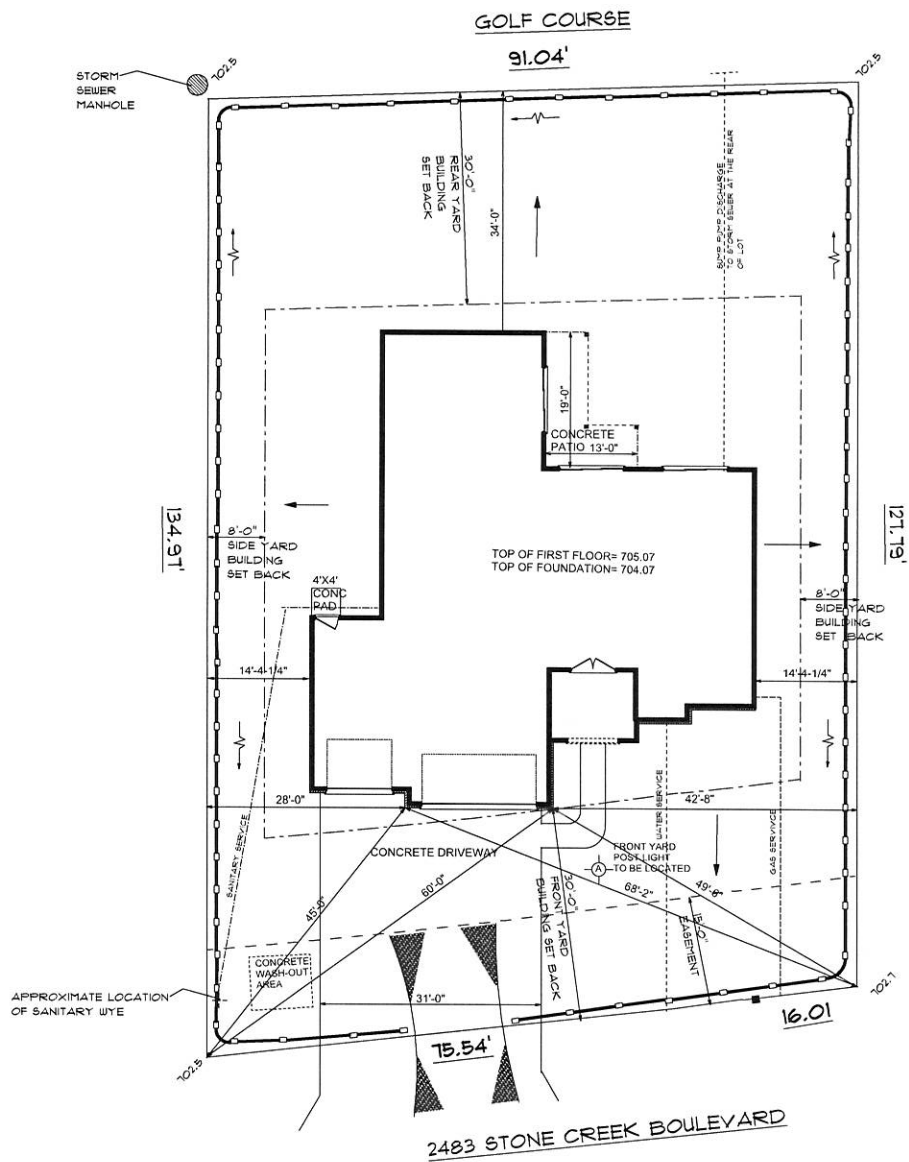 GOLF COURSE
91.04'
STORM
SEWER
MANHOLE
702.5
702.5
30'-0"
REAR YARD
BUILDING
SET BACK
34'-0"
SUMP PUMP DISCHARGE
TO STORM SEWER AT THE REAR
OF LOT
19'-0"
CONCRETE
PATIO 13'-0"
134.97'
127.79'
8'-0"
SIDE YARD
BUILDING
SET BACK
TOP OF FIRST FLOOR= 705.07
TOP OF FOUNDATION= 704.07
4'X4'
CONC
PAD
8'-0"
SIDE YARD
BUILDING
SET BACK
14'-4-1/4"
14'-4-1/4"
28'-0"
42'-8"
SANITARY SERVICE
WATER SERVICE
GAS SERVIVCE
CONCRETE DRIVEWAY
FRONT YARD
POST LIGHT
TO BE LOCATED
A
45'-0"
60'-0"
68'-2"
49'-8"
30'-0"
FRONT YARD
BUILDING SET BACK
15'-0"
EASEMENT
CONCRETE
WASH-OUT
AREA
APPROXIMATE LOCATION
OF SANITARY WYE
31'-0"
702.7
16.01
75.54'
702.5
2483 STONE CREEK BOULEVARD